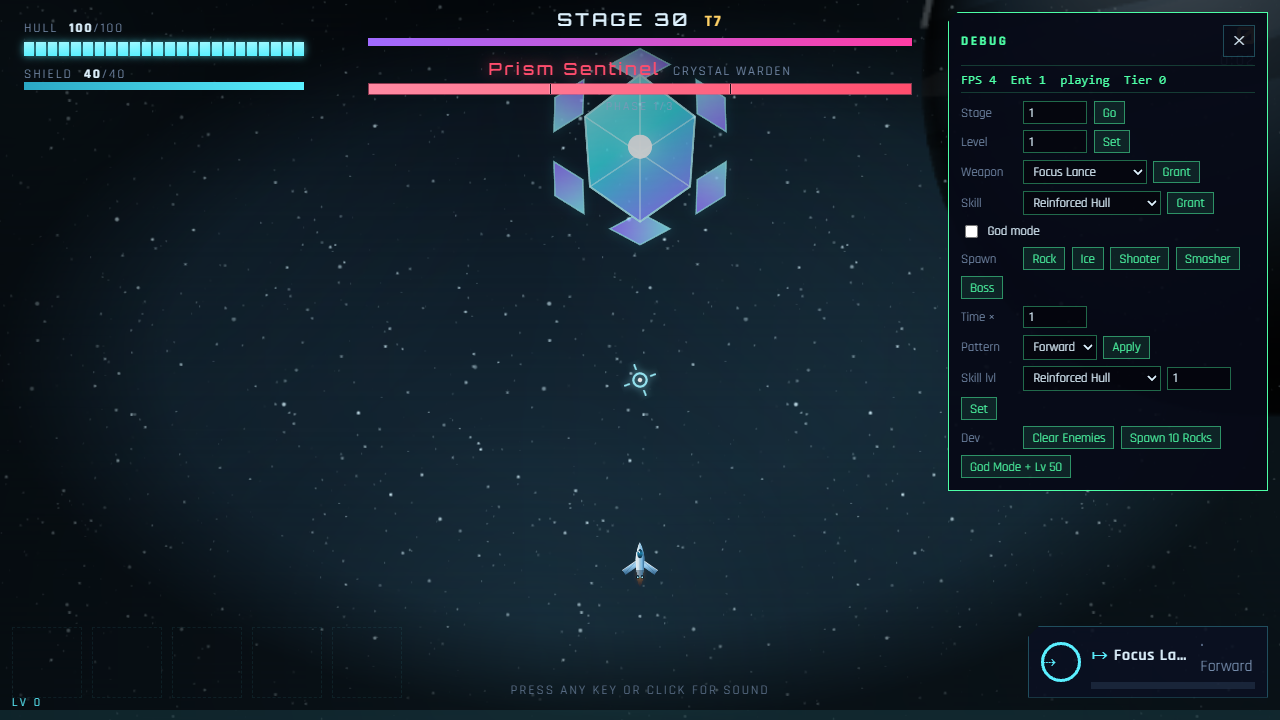 HULL 100/100
SHIELD 40/40
STAGE 30 T7
Prism Sentinel CRYSTAL WARDEN
DEBUG
FPS 4 Ent 1 playing Tier 0
Stage 1 Go
Level 1 Set
Weapon Focus Lance Grant
Skill Reinforced Hull Grant
God mode
Spawn Rock Ice Shooter Smasher
Boss
Time × 1
Pattern Forward Apply
Skill lvl Reinforced Hull 1
Set
Dev Clear Enemies Spawn 10 Rocks
God Mode + Lv 50
PRESS ANY KEY OR CLICK FOR SOUND
LV 0
↦ Focus La… · Forward